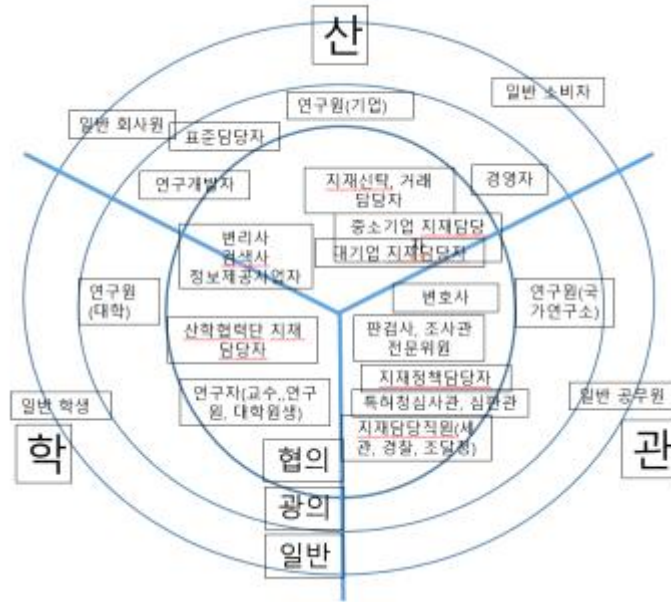 산
연구원(기업)
일반 소비자
일반 회사원
표준담당자
연구개발자
지재신탁, 거래
담당자
경영자
중소기업 지재담당
자
대기업 지재담당자
변리사
검색사
정보제공사업자
연구원
(대학)
변호사
연구원(국
가연구소)
산학협력단 지재
담당자
판검사, 조사관
전문위원
지재정책담당자
연구자(교수,,연구
원, 대학원생)
특허청심사관, 심판관
일반 학생
일반 공무원
지재담당직원(세
관, 경찰, 조달청)
학
관
협의
광의
일반